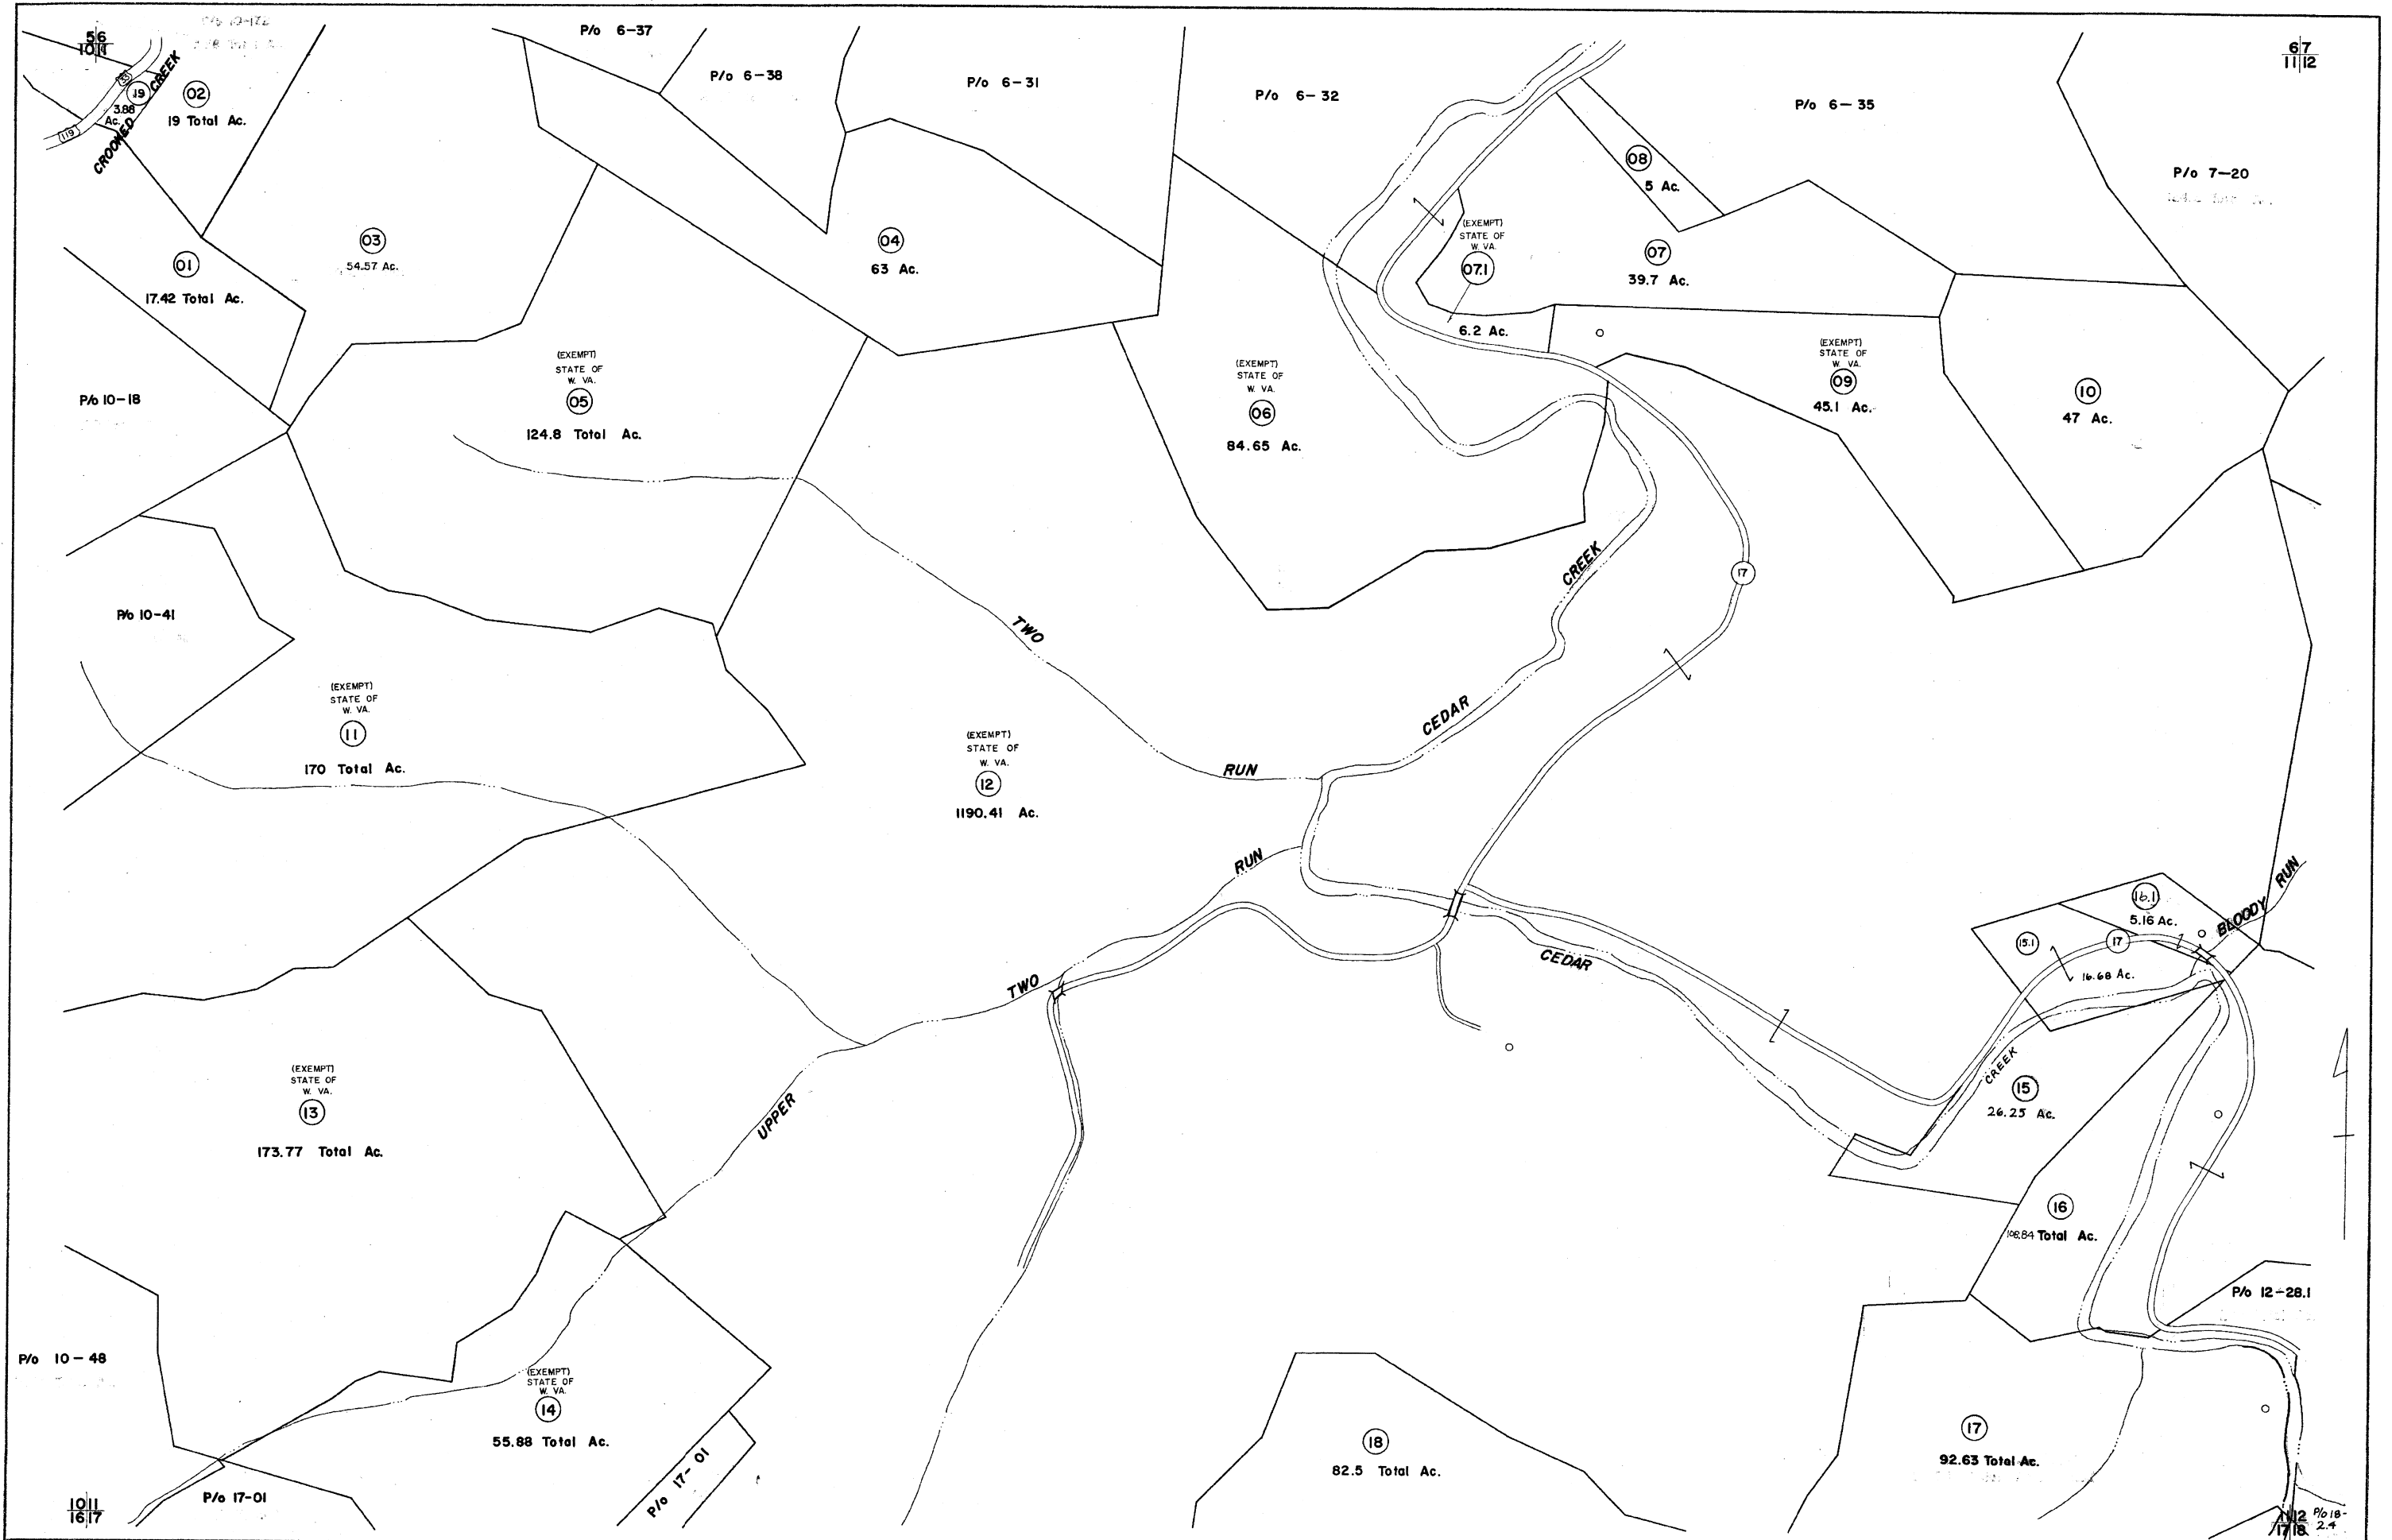 5 6
10 11
6 7
11 12
P/o 6-37
P/o 6-38
P/o 6-31
P/o 6-32
P/o 6-35
P/o 7-20
CROOKED CREEK
119
19
3.88
Ac.
02
19 Total Ac.
01
17.42 Total Ac.
03
54.57 Ac.
04
63 Ac.
08
5 Ac.
(EXEMPT)
STATE OF
W. VA.
07.1
6.2 Ac.
07
39.7 Ac.
(EXEMPT)
STATE OF
W. VA.
05
124.8 Total Ac.
(EXEMPT)
STATE OF
W. VA.
06
84.65 Ac.
(EXEMPT)
STATE OF
W. VA.
09
45.1 Ac.
10
47 Ac.
P/o 10-18
P/o 10-41
TWO
RUN
CEDAR
CREEK
17
(EXEMPT)
STATE OF
W. VA.
11
170 Total Ac.
(EXEMPT)
STATE OF
W. VA.
12
1190.41 Ac.
UPPER
TWO
RUN
CEDAR
CREEK
16.1
5.16 Ac.
BLOODY RUN
15.1
17
16.68 Ac.
15
26.25 Ac.
(EXEMPT)
STATE OF
W. VA.
13
173.77 Total Ac.
16
108.84 Total Ac.
P/o 12-28.1
P/o 10-48
(EXEMPT)
STATE OF
W. VA.
14
55.88 Total Ac.
18
82.5 Total Ac.
17
92.63 Total Ac.
P/o 17-01
P/o 17-01
10 11
16 17
11 12
17 18
P/o 18-
2.4